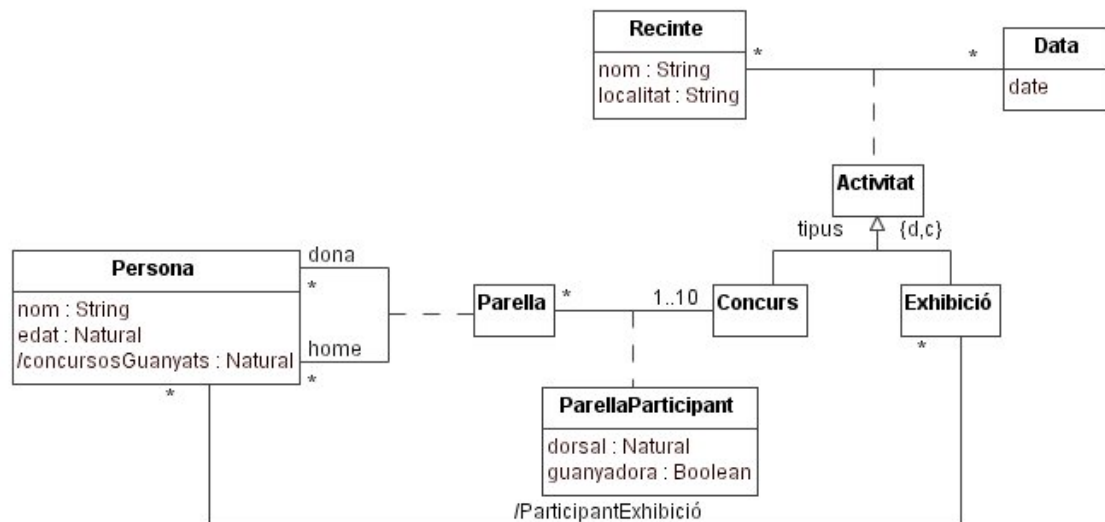 Recinte
nom : String
localitat : String
*
*
Data
date
Activitat
tipus
{d,c}
Persona
nom : String
edat : Natural
/concursosGuanyats : Natural
dona
*
home
*
*
Parella
*
1..10
Concurs
Exhibició
*
ParellaParticipant
dorsal : Natural
guanyadora : Boolean
/ParticipantExhibició